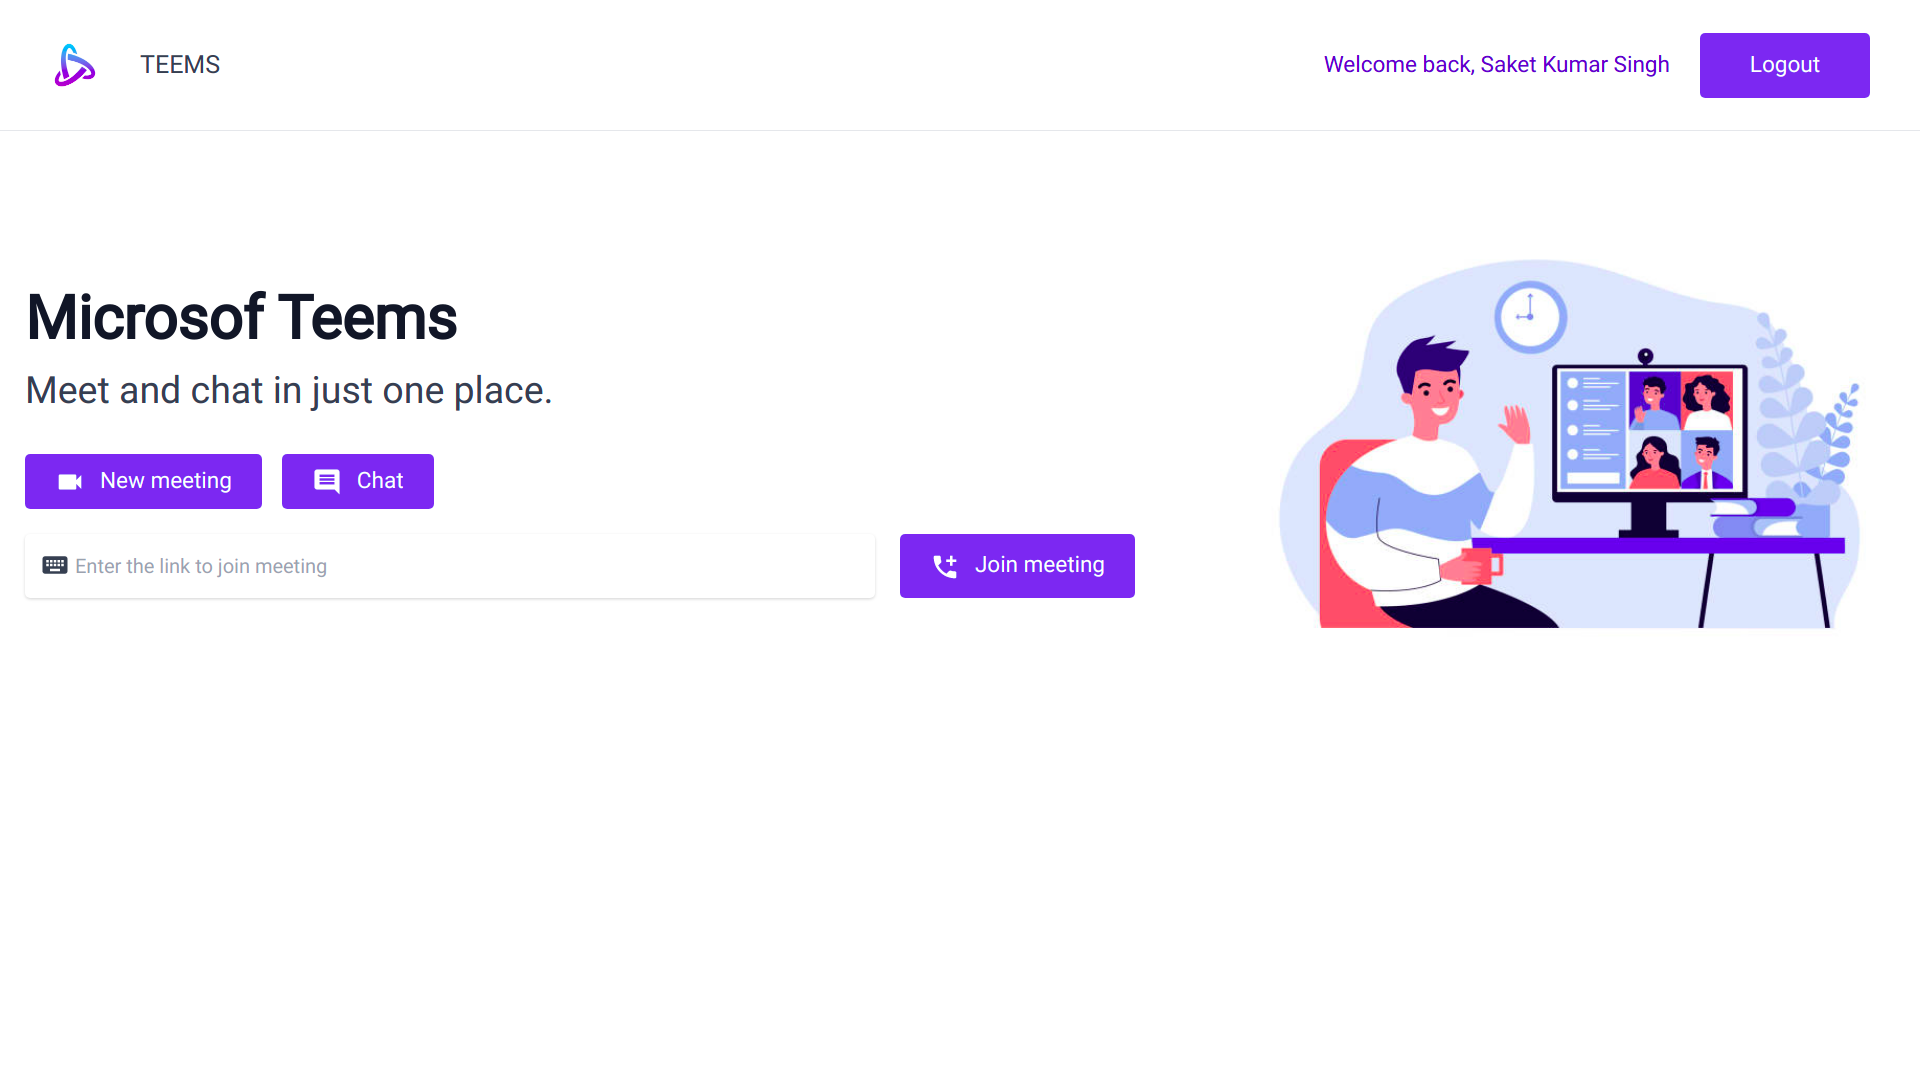 TEEMS
Welcome back, Saket Kumar Singh
Logout
Microsof Teems
Meet and chat in just one place.
New meeting
Chat
Enter the link to join meeting
Join meeting